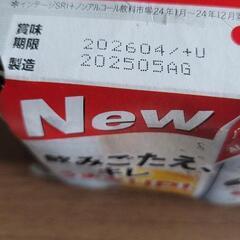 ※インテージSRI+ノンアルコール飲料市場24年1月～24年12月
賞味
期限
202604/+U
製造
202505AG
New
飲みごたえ、
キレ